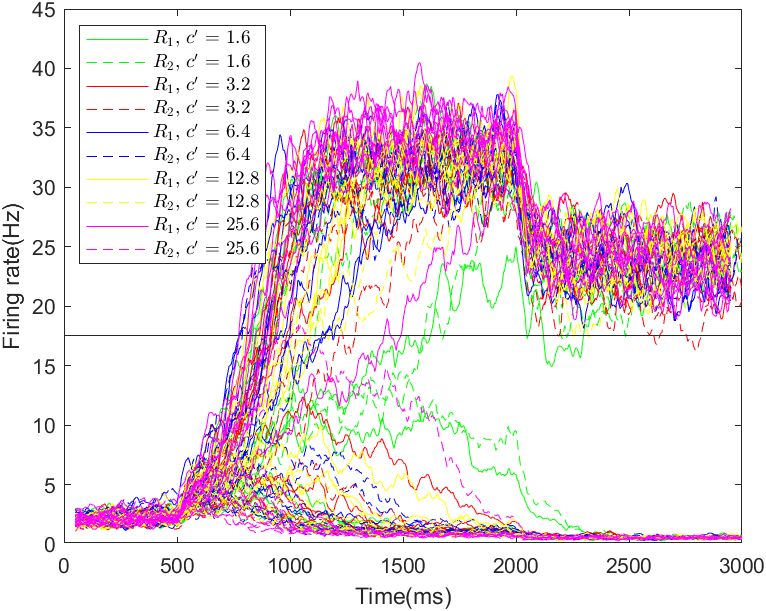 45
40
35
30
25
20
15
10
5
0
Firing rate(Hz)
R₁, c′ = 1.6
R₂, c′ = 1.6
R₁, c′ = 3.2
R₂, c′ = 3.2
R₁, c′ = 6.4
R₂, c′ = 6.4
R₁, c′ = 12.8
R₂, c′ = 12.8
R₁, c′ = 25.6
R₂, c′ = 25.6
0 500 1000 1500 2000 2500 3000
Time(ms)